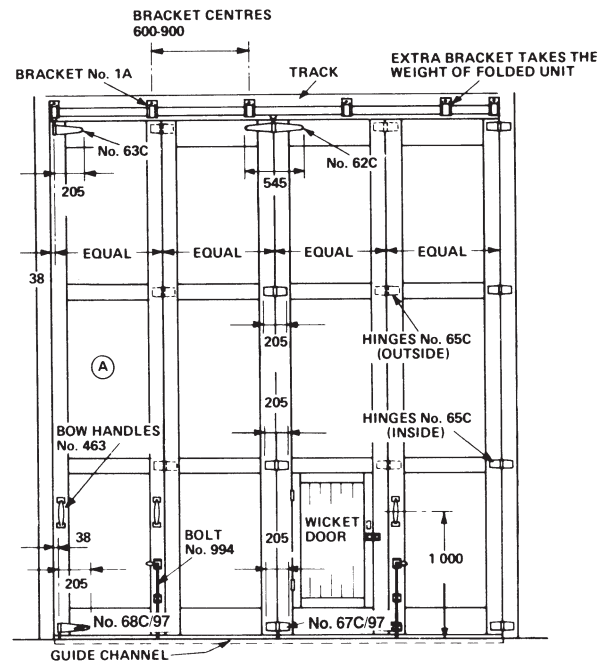 BRACKET CENTRES
600-900
BRACKET No. 1A
TRACK
EXTRA BRACKET TAKES THE
WEIGHT OF FOLDED UNIT
No. 63C
No. 62C
205
545
EQUAL
EQUAL
EQUAL
EQUAL
38
205
HINGES No. 65C
(OUTSIDE)
A
205
BOW HANDLES
No. 463
HINGES No. 65C
(INSIDE)
38
BOLT
No. 994
205
WICKET
DOOR
1 000
205
No. 68C/97
No. 67C/97
GUIDE CHANNEL